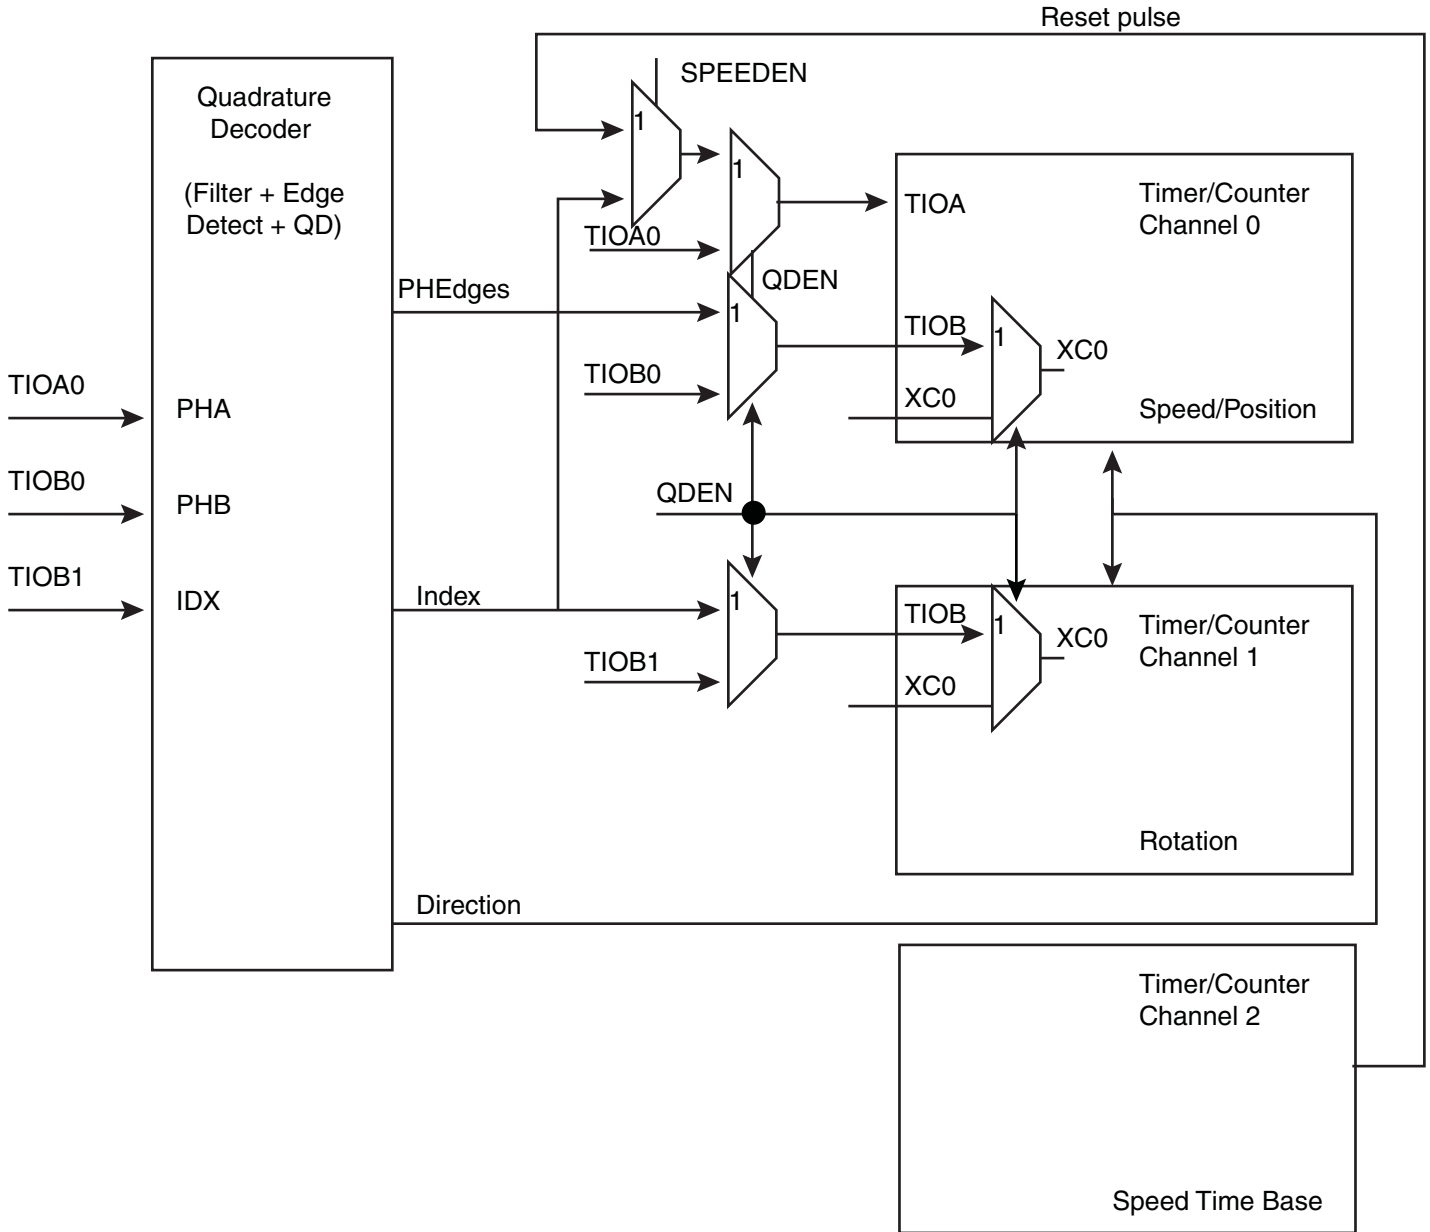 Reset pulse
SPEEDEN
Quadrature
Decoder
(Filter + Edge
Detect + QD)
1
1
TIOA
Timer/Counter
Channel 0
TIOA0
PHEdges
QDEN
1
TIOB
1
XC0
TIOB0
XC0
Speed/Position
TIOA0
PHA
TIOB0
PHB
QDEN
TIOB1
IDX
Index
1
TIOB
1
XC0
Timer/Counter
Channel 1
TIOB1
XC0
Rotation
Direction
Timer/Counter
Channel 2
Speed Time Base